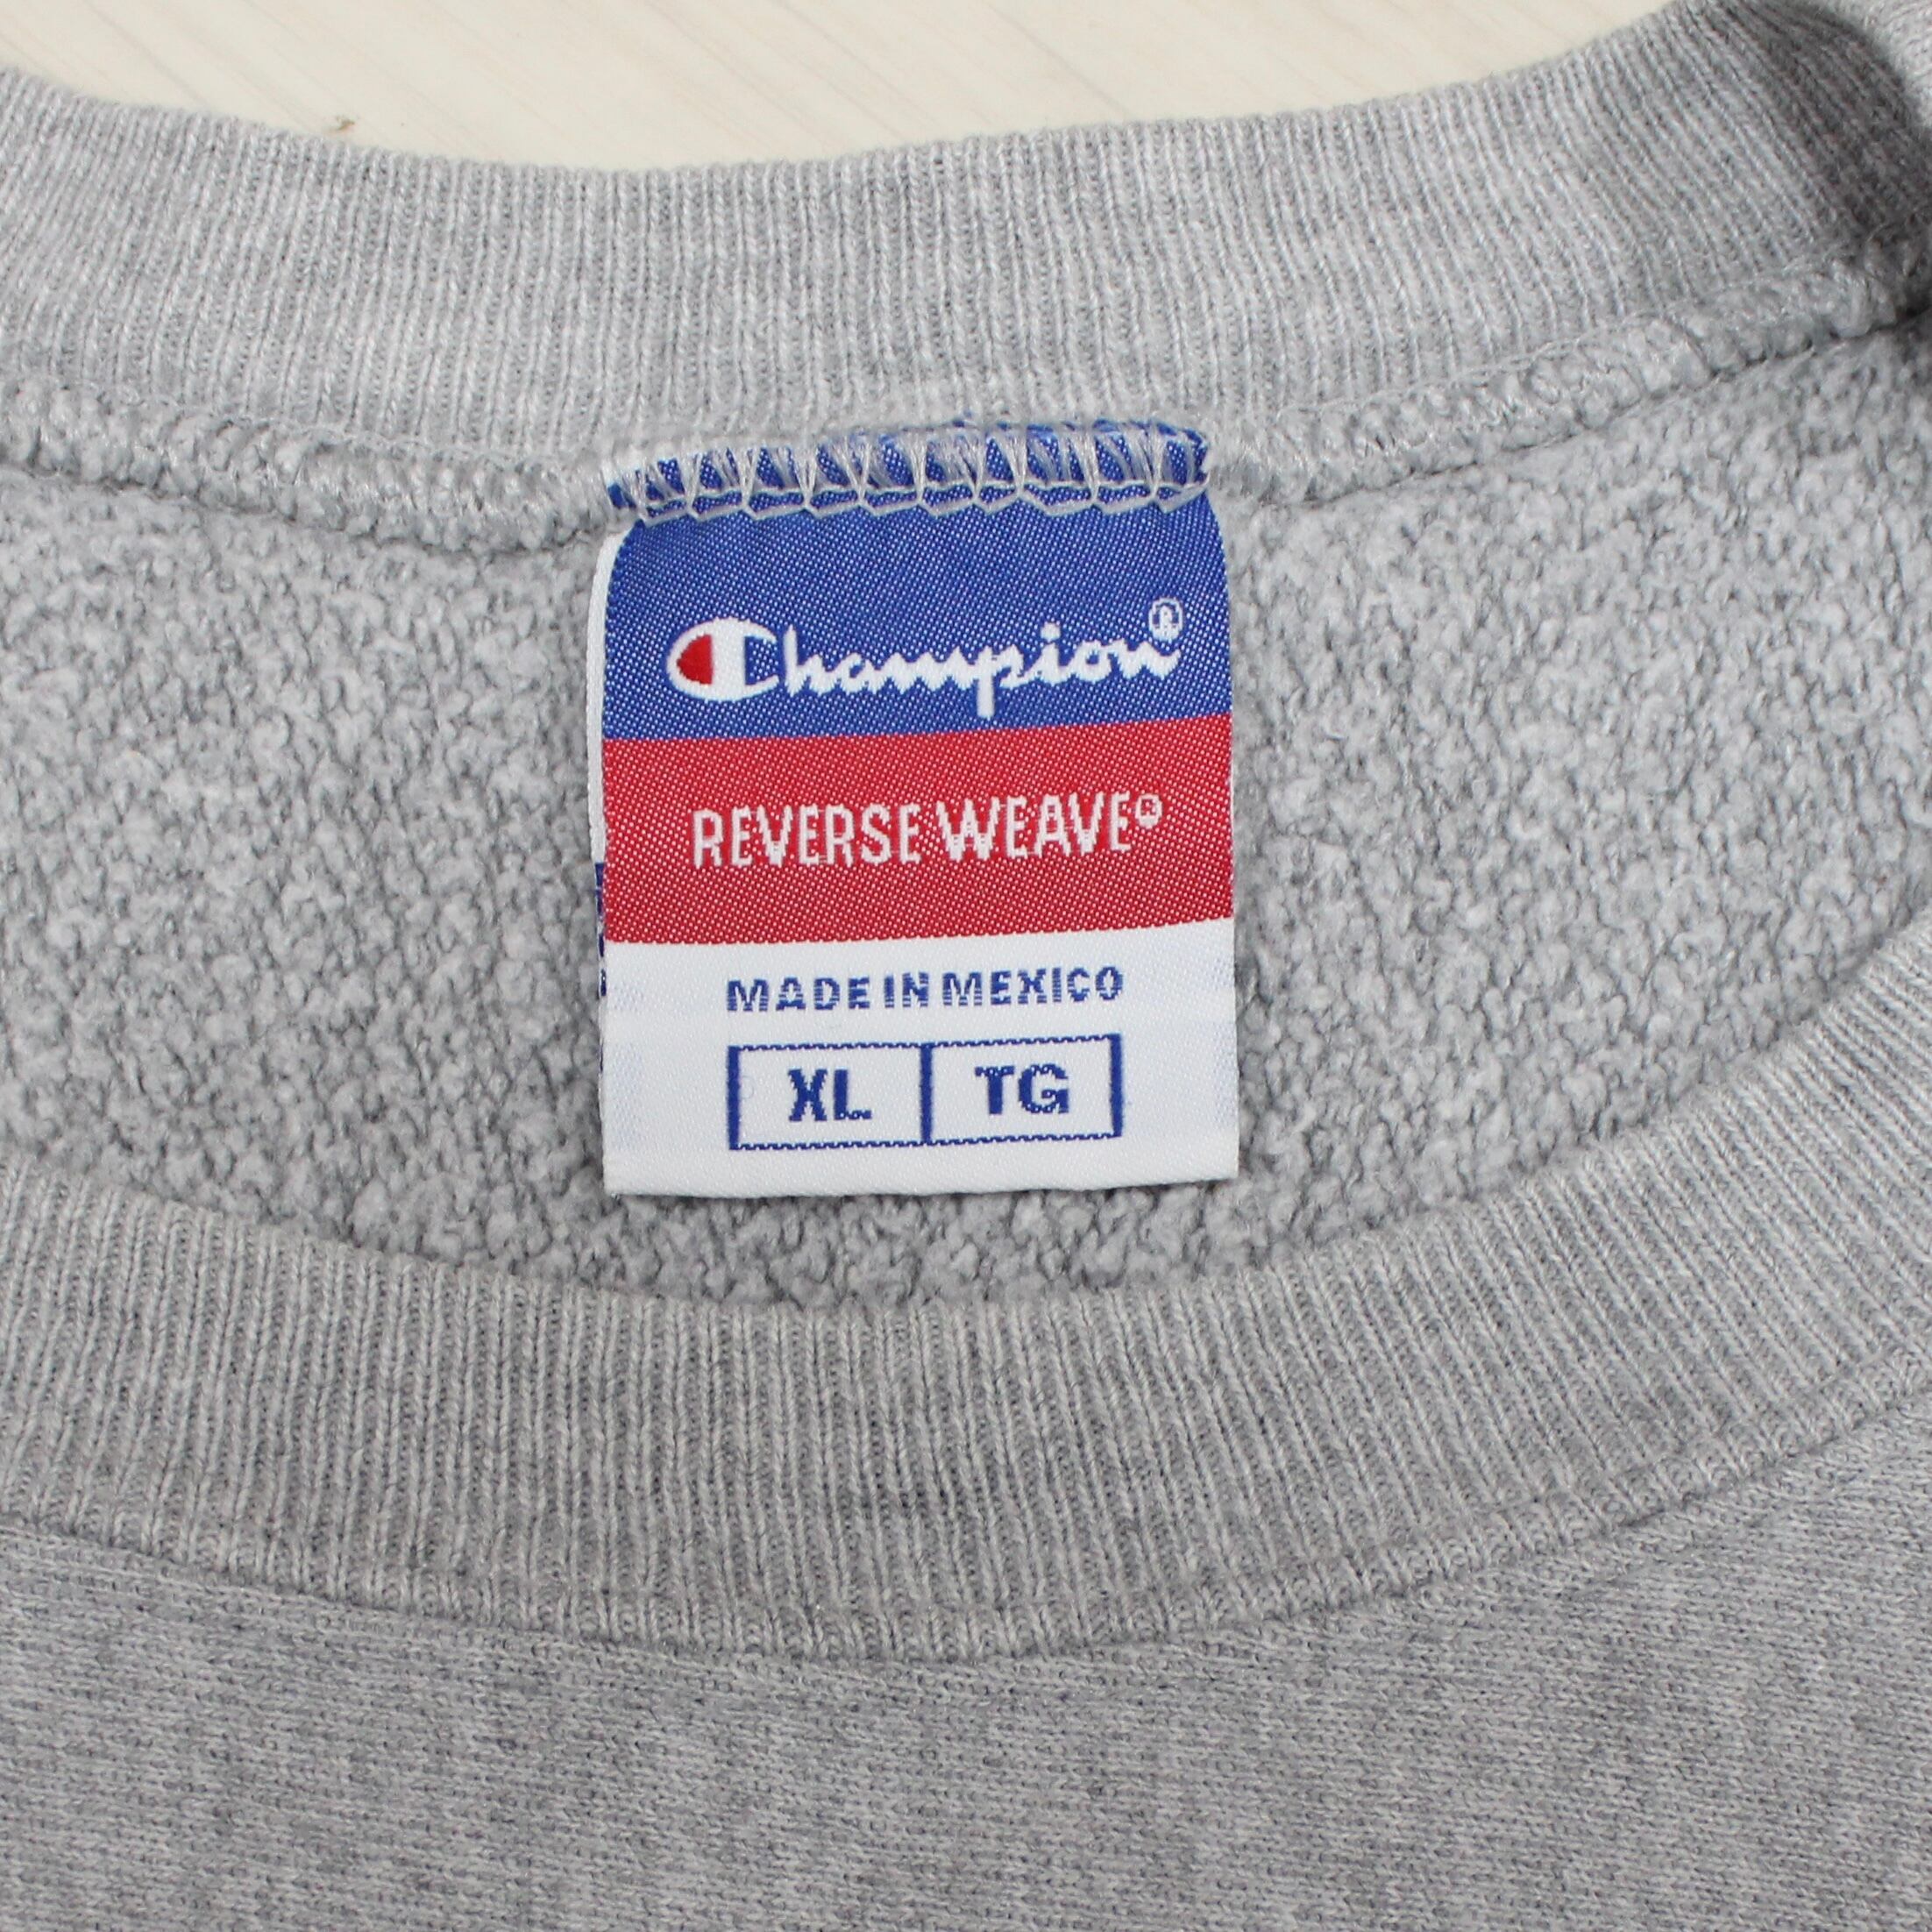 Champion®
REVERSE WEAVE®
MADE IN MEXICO
XL TG